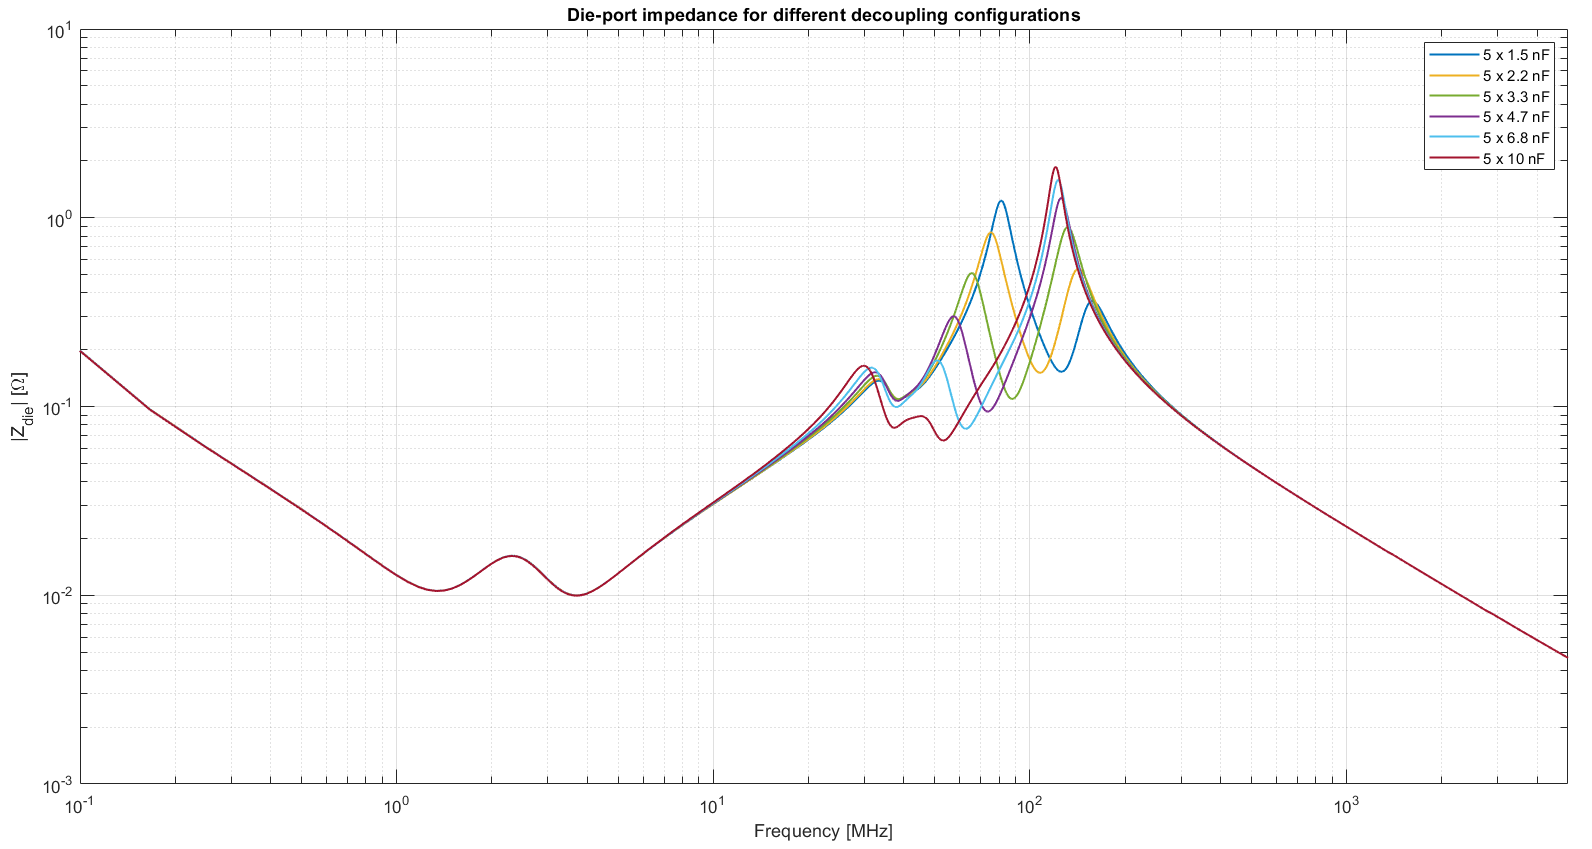 Die-port impedance for different decoupling configurations
5 x 1.5 nF
5 x 2.2 nF
5 x 3.3 nF
5 x 4.7 nF
5 x 6.8 nF
5 x 10 nF
|Z_die| [Ω]
10^1
10^0
10^-1
10^-2
10^-3
10^-1 10^0 10^1 10^2 10^3
Frequency [MHz]